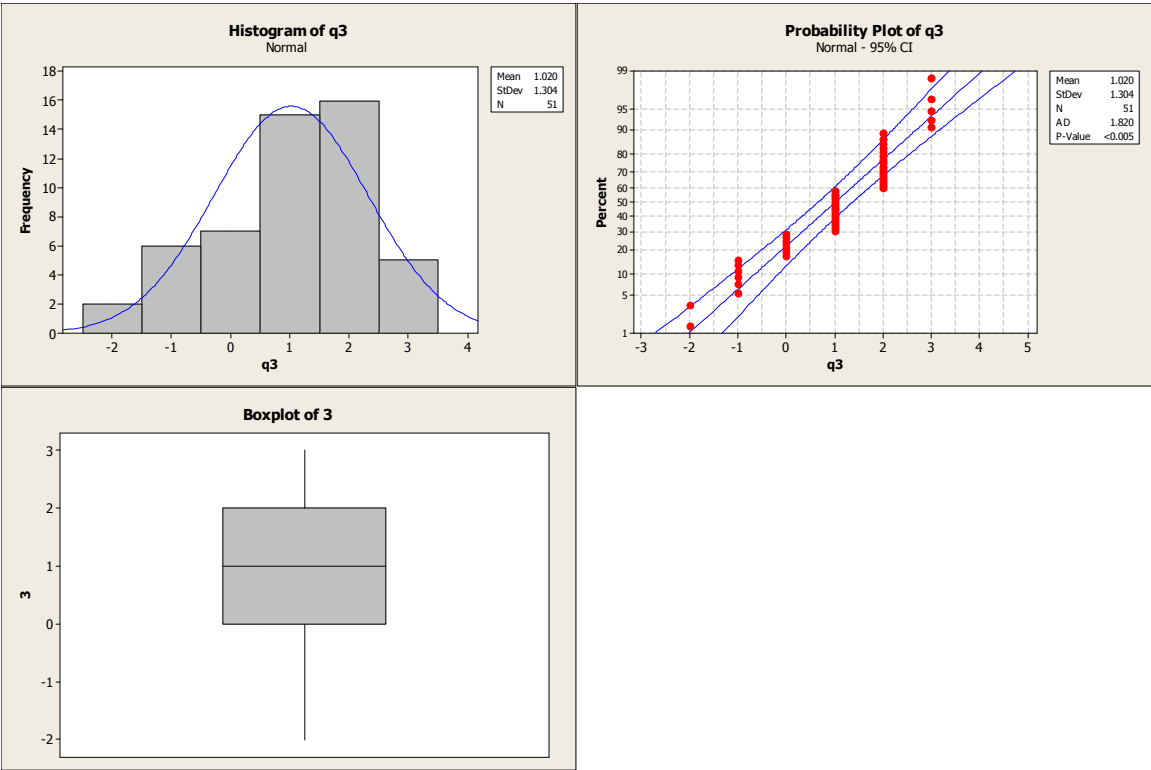 Histogram of q3
Normal
18
16
14
12
10
8
6
4
2
0
Frequency
-2 -1 0 1 2 3 4
q3
Mean 1.020
StDev 1.304
N 51
Probability Plot of q3
Normal - 95% CI
99
95
90
80
70
60
50
40
30
20
10
5
1
Percent
-3 -2 -1 0 1 2 3 4 5
q3
Mean 1.020
StDev 1.304
N 51
AD 1.820
P-Value <0.005
Boxplot of 3
3
2
1
0
-1
-2
3